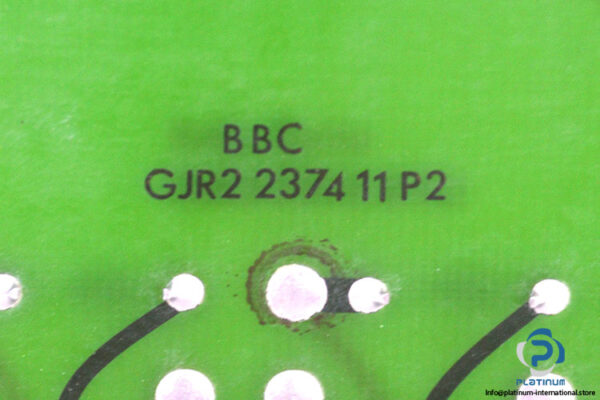 BBC
GJR2 2374 11 P2
PLATINUM
info@platinum-international.store